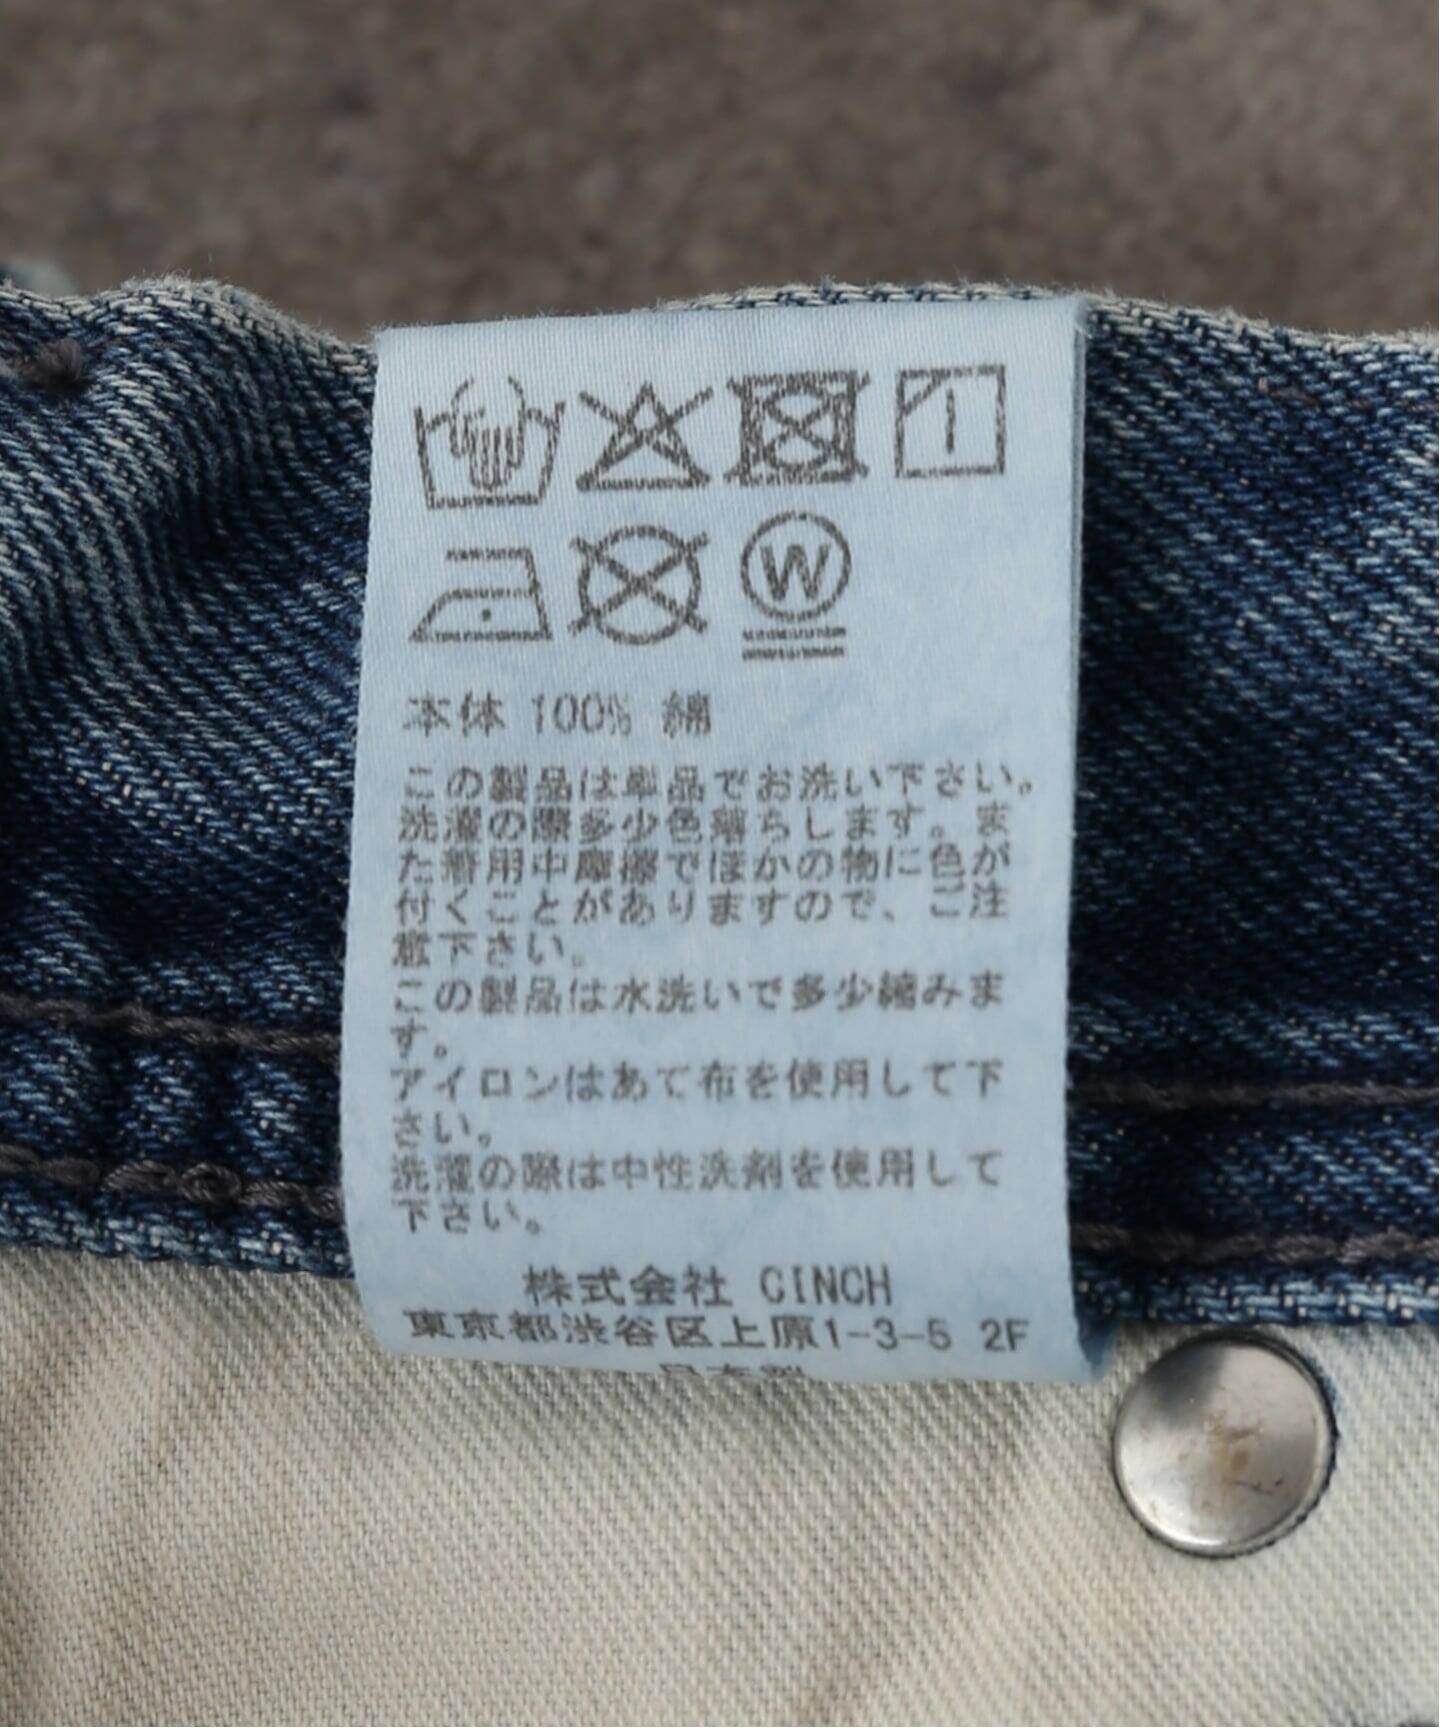 W
本体 100% 綿
この製品は単品でお洗い下さい。
洗濯の際多少色落ちします。ま
た着用中摩擦でほかの物に色が
付くことがありますので、ご注
意下さい。
この製品は水洗いで多少縮みま
す。
アイロンはあて布を使用して下
さい。
洗濯の際は中性洗剤を使用して
下さい。
株式会社 CINCH
東京都渋谷区上原1-3-5 2F
日本製